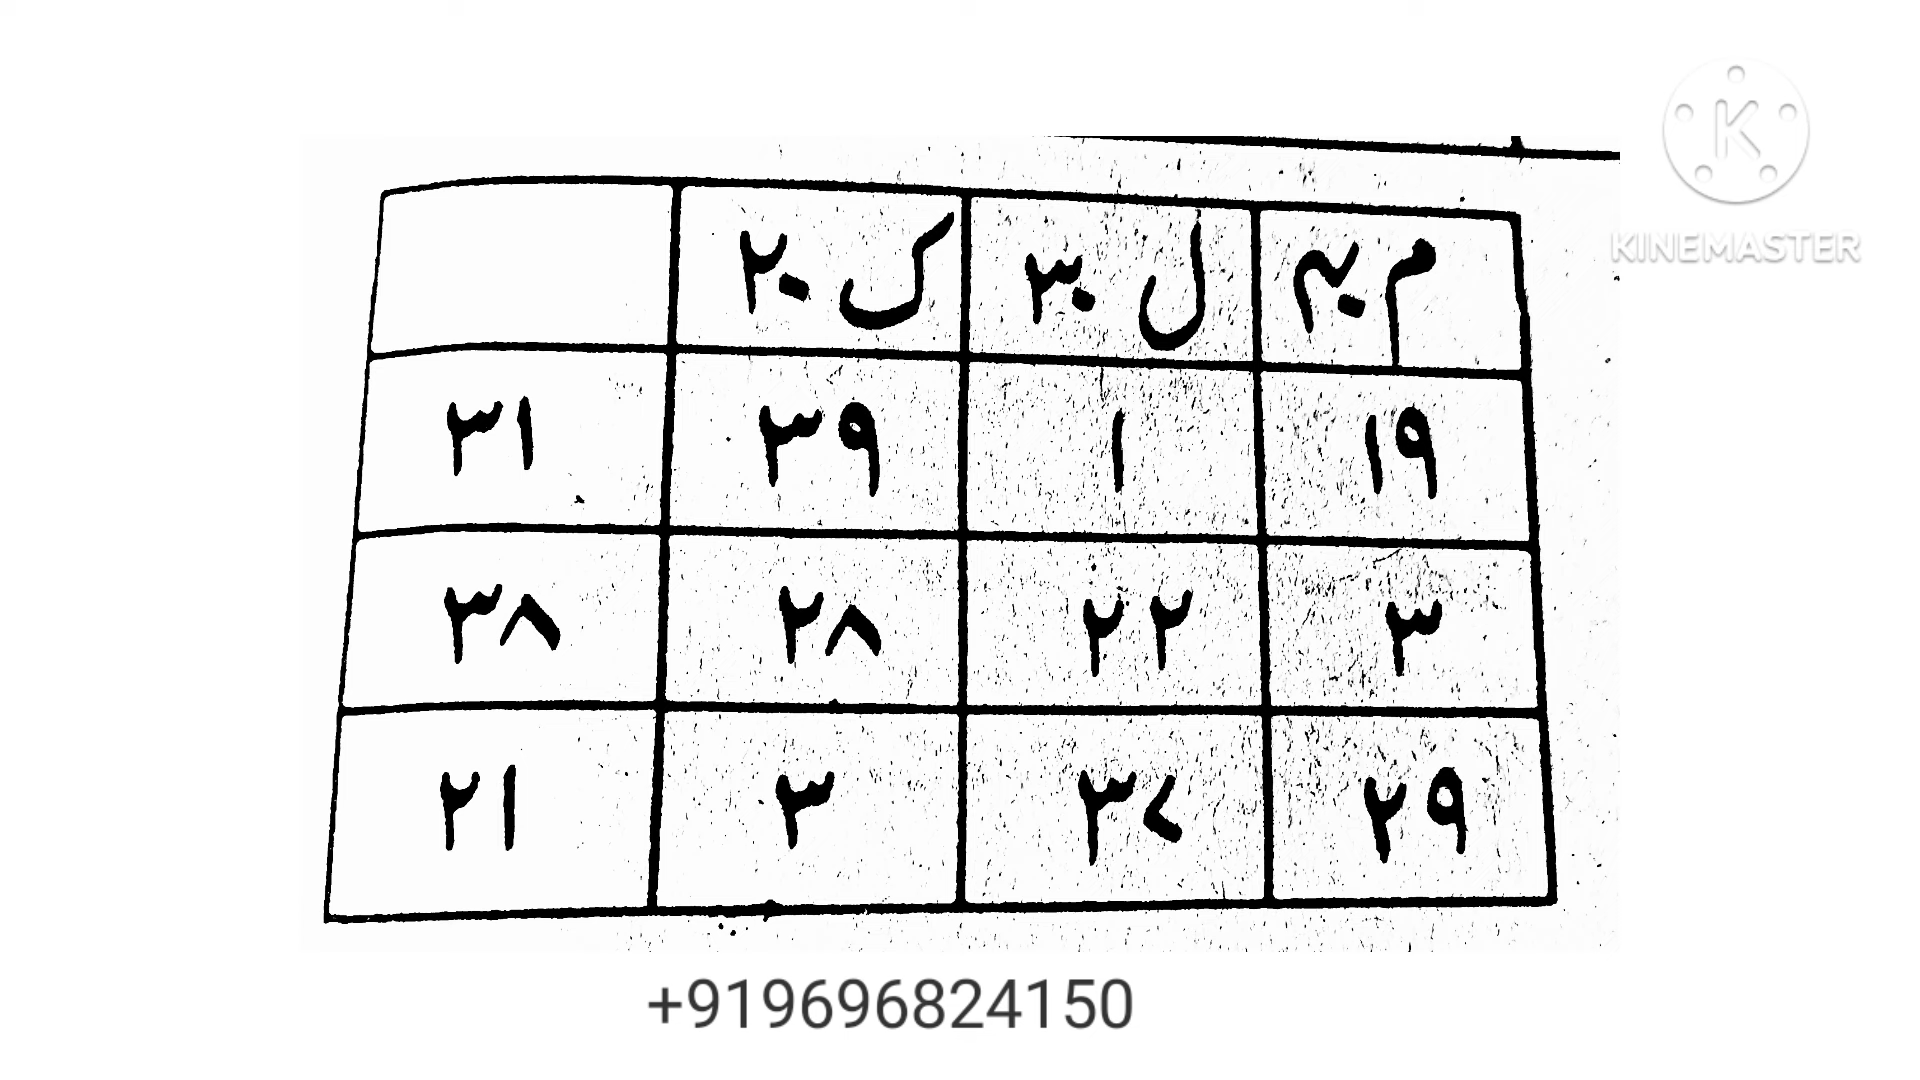 KINEMASTER
م ۴۰ ل ۳۰ ک ۲۰
۱۹ ۱ ۳۹ ۳۱
۳ ۲۲ ۲۸ ۳۸
۲۹ ۳۷ ۳ ۲۱
+919696824150